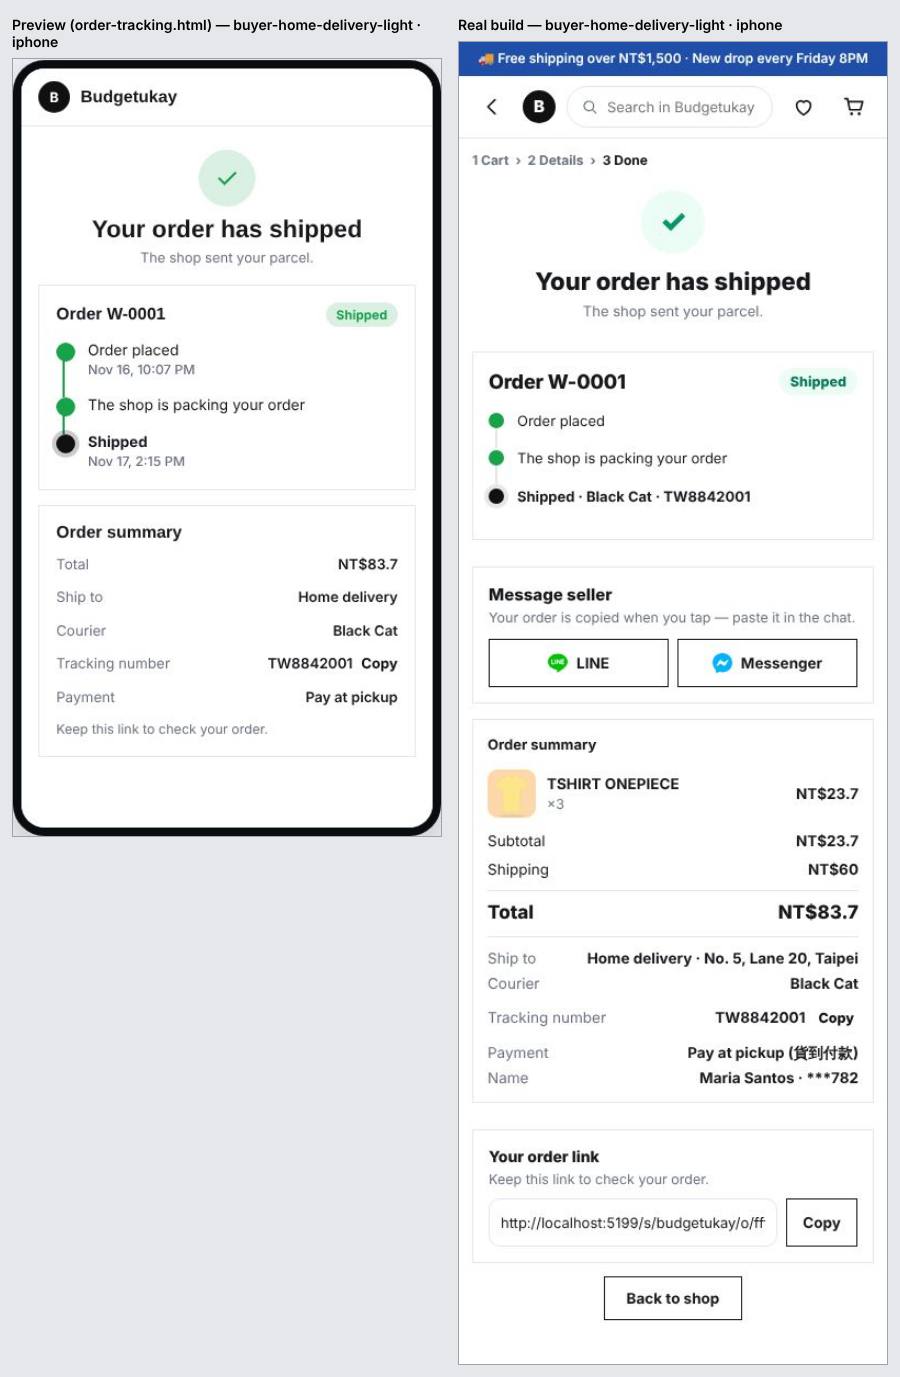 Preview (order-tracking.html) — buyer-home-delivery-light ·
iphone
B Budgetukay
Your order has shipped
The shop sent your parcel.
Order W-0001 Shipped
Order placed
Nov 16, 10:07 PM
The shop is packing your order
Shipped
Nov 17, 2:15 PM
Order summary
Total NT$83.7
Ship to Home delivery
Courier Black Cat
Tracking number TW8842001 Copy
Payment Pay at pickup
Keep this link to check your order.
Real build — buyer-home-delivery-light · iphone
🚚 Free shipping over NT$1,500 · New drop every Friday 8PM
B Search in Budgetukay
1 Cart › 2 Details › 3 Done
Your order has shipped
The shop sent your parcel.
Order W-0001 Shipped
Order placed
The shop is packing your order
Shipped · Black Cat · TW8842001
Message seller
Your order is copied when you tap — paste it in the chat.
LINE LINE Messenger
Order summary
TSHIRT ONEPIECE NT$23.7
×3
Subtotal NT$23.7
Shipping NT$60
Total NT$83.7
Ship to Home delivery · No. 5, Lane 20, Taipei
Courier Black Cat
Tracking number TW8842001 Copy
Payment Pay at pickup (貨到付款)
Name Maria Santos · ***782
Your order link
Keep this link to check your order.
http://localhost:5199/s/budgetukay/o/ff Copy
Back to shop